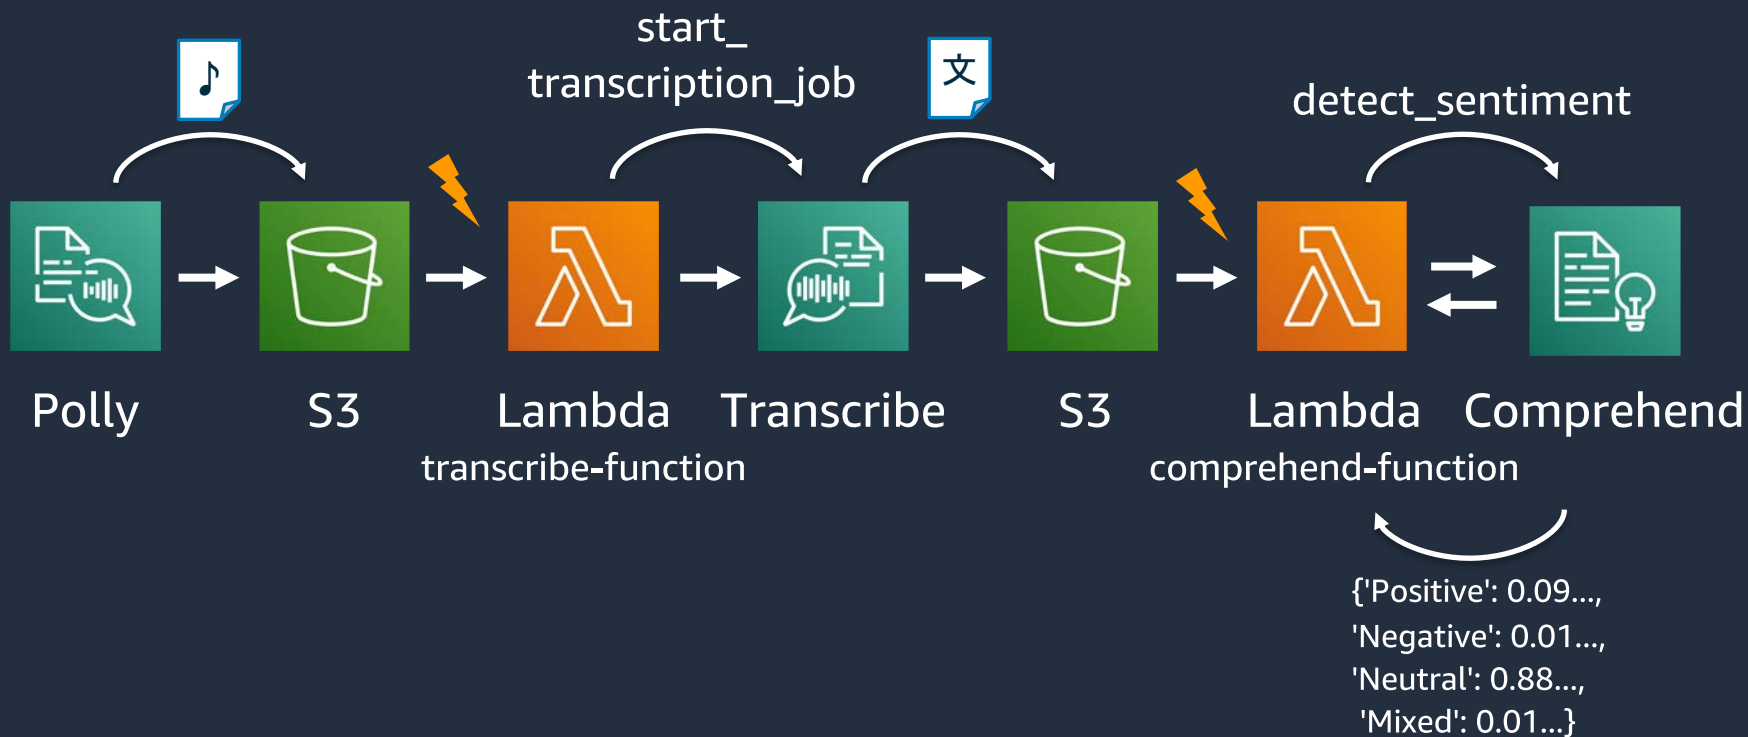 start_
transcription_job
文
detect_sentiment
Polly
S3
Lambda
Transcribe
S3
Lambda
Comprehend
transcribe-function
comprehend-function
{'Positive': 0.09...,
'Negative': 0.01...,
'Neutral': 0.88...,
'Mixed': 0.01...}